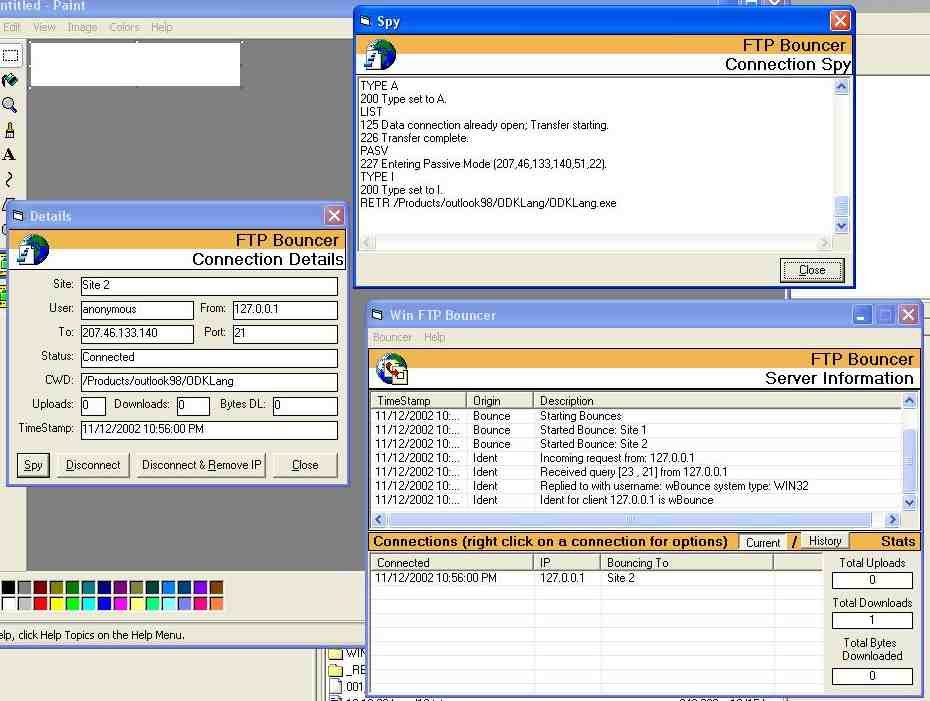 ntitled - Paint
Edit View Image Colors Help
A
elp, click Help Topics on the Help Menu.
Spy
FTP Bouncer
Connection Spy
TYPE A
200 Type set to A.
LIST
125 Data connection already open; Transfer starting.
226 Transfer complete.
PASV
227 Entering Passive Mode (207,46,133,140,51,22).
TYPE I
200 Type set to I.
RETR /Products/outlook98/ODKLang/ODKLang.exe
Close
Details
FTP Bouncer
Connection Details
Site: Site 2
User: anonymous From: 127.0.0.1
To: 207.46.133.140 Port: 21
Status: Connected
CWD: /Products/outlook98/ODKLang
Uploads: 0 Downloads: 0 Bytes DL: 0
TimeStamp: 11/12/2002 10:56:00 PM
Spy Disconnect Disconnect & Remove IP Close
Win FTP Bouncer
Bouncer Help
FTP Bouncer
Server Information
TimeStamp Origin Description
11/12/2002 10:... Bounce Starting Bounces
11/12/2002 10:... Bounce Started Bounce: Site 1
11/12/2002 10:... Bounce Started Bounce: Site 2
11/12/2002 10:... Ident Incoming request from: 127.0.0.1
11/12/2002 10:... Ident Received query [23 , 21] from 127.0.0.1
11/12/2002 10:... Ident Replied to with username: wBounce system type: WIN32
11/12/2002 10:... Ident Ident for client 127.0.0.1 is wBounce
Connections (right click on a connection for options) Current / History Stats
Connected IP Bouncing To
11/12/2002 10:56:00 PM 127.0.0.1 Site 2
Total Uploads
0
Total Downloads
1
Total Bytes
Downloaded
0
WIN
_RE
001